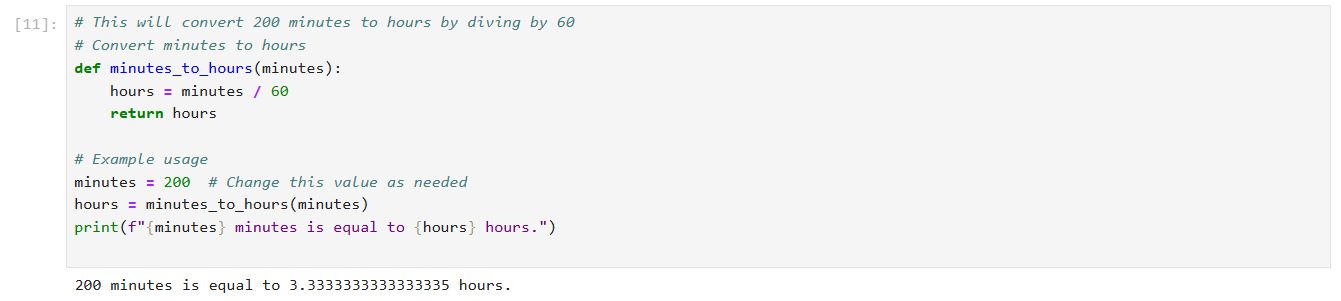 [11]: # This will convert 200 minutes to hours by diving by 60
# Convert minutes to hours
def minutes_to_hours(minutes):
    hours = minutes / 60
    return hours

# Example usage
minutes = 200  # Change this value as needed
hours = minutes_to_hours(minutes)
print(f"{minutes} minutes is equal to {hours} hours.")

200 minutes is equal to 3.3333333333333335 hours.